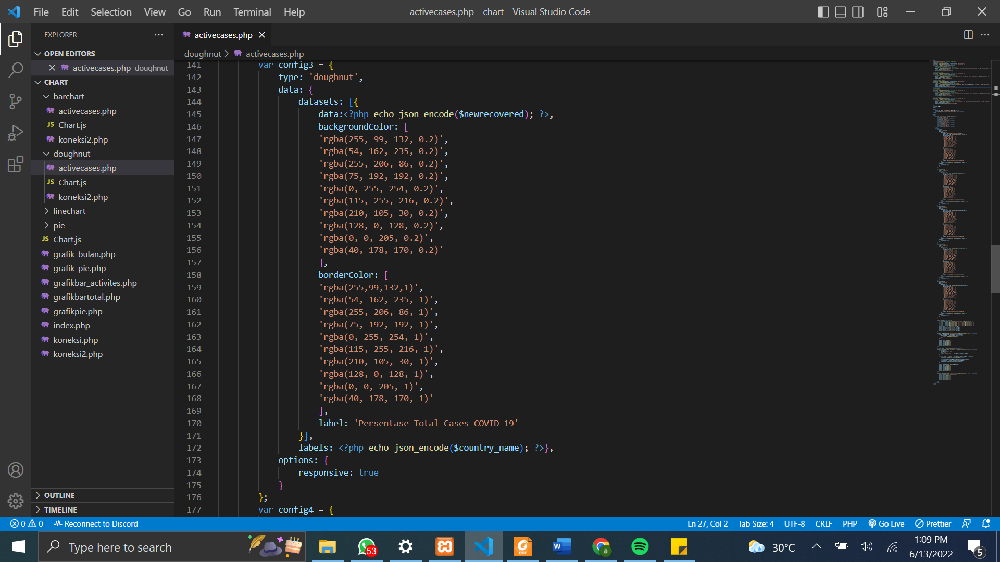 File Edit Selection View Go Run Terminal Help
activecases.php - chart - Visual Studio Code
EXPLORER
OPEN EDITORS
activecases.php doughnut
CHART
barchart
activecases.php
JS Chart.js
koneksi2.php
doughnut
activecases.php
JS Chart.js
koneksi2.php
linechart
pie
JS Chart.js
grafik_bulan.php
grafik_pie.php
grafikbar_activites.php
grafikbartotal.php
grafikpie.php
index.php
koneksi.php
koneksi2.php
OUTLINE
TIMELINE
activecases.php
doughnut > activecases.php
141 var config3 = {
142 type: 'doughnut',
143 data: {
144 datasets: [{
145 data:<?php echo json_encode($newrecovered); ?>,
146 backgroundColor: [
147 'rgba(255, 99, 132, 0.2)',
148 'rgba(54, 162, 235, 0.2)',
149 'rgba(255, 206, 86, 0.2)',
150 'rgba(75, 192, 192, 0.2)',
151 'rgba(0, 255, 254, 0.2)',
152 'rgba(115, 255, 216, 0.2)',
153 'rgba(210, 105, 30, 0.2)',
154 'rgba(128, 0, 128, 0.2)',
155 'rgba(0, 0, 205, 0.2)',
156 'rgba(40, 178, 170, 0.2)'
157 ],
158 borderColor: [
159 'rgba(255,99,132,1)',
160 'rgba(54, 162, 235, 1)',
161 'rgba(255, 206, 86, 1)',
162 'rgba(75, 192, 192, 1)',
163 'rgba(0, 255, 254, 1)',
164 'rgba(115, 255, 216, 1)',
165 'rgba(210, 105, 30, 1)',
166 'rgba(128, 0, 128, 1)',
167 'rgba(0, 0, 205, 1)',
168 'rgba(40, 178, 170, 1)'
169 ],
170 label: 'Persentase Total Cases COVID-19'
171 }],
172 labels: <?php echo json_encode($country_name); ?>},
173 options: {
174 responsive: true
175 }
176 };
177 var config4 = {
0 0 Reconnect to Discord
Ln 27, Col 2 Tab Size: 4 UTF-8 CRLF PHP Go Live Prettier
Type here to search
53
PDF
W
a
30°C
1:09 PM
6/13/2022
5